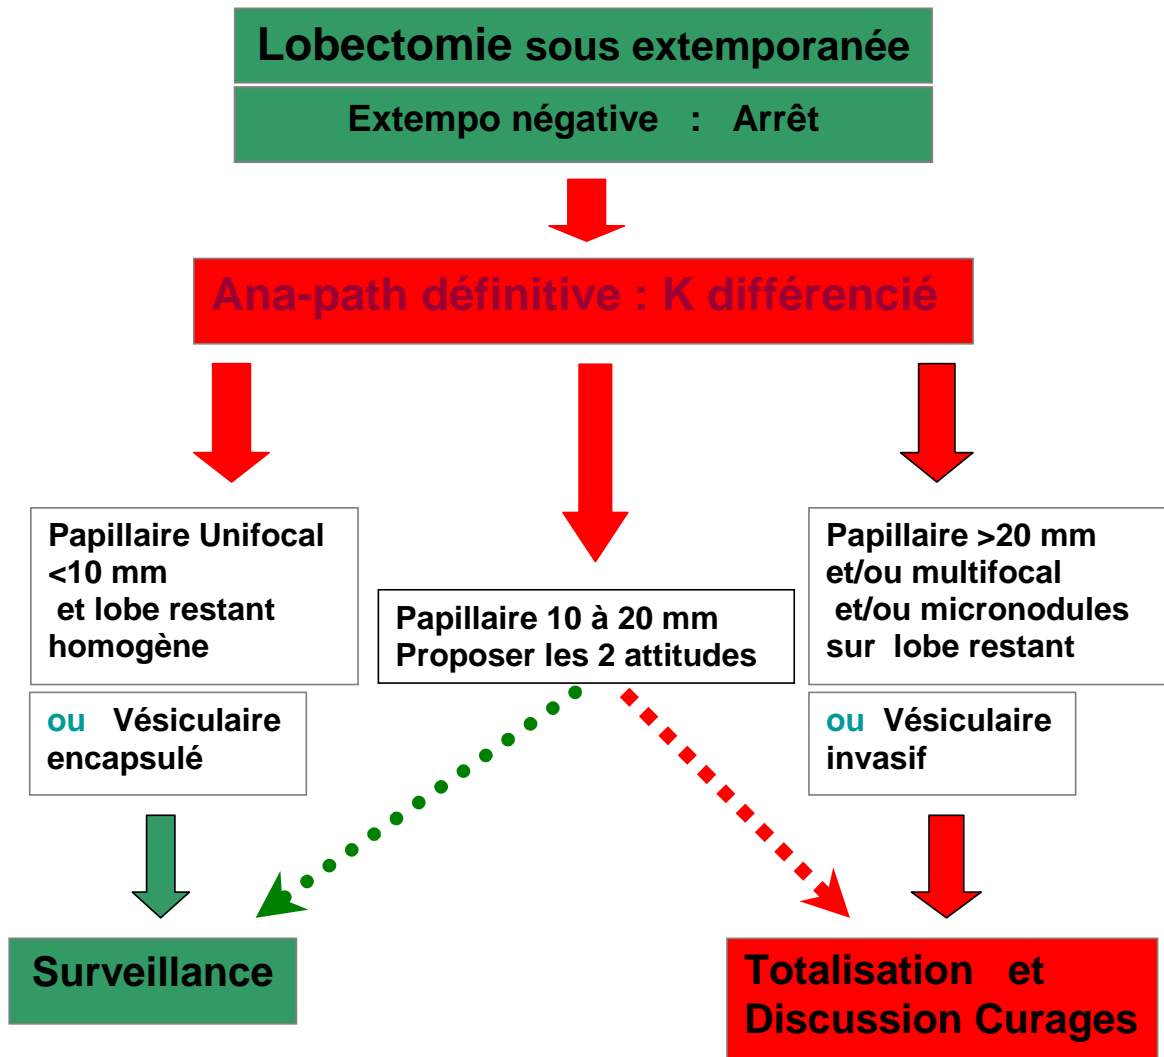 Lobectomie sous extemporanée
Extempo négative : Arrêt
Ana-path définitive : K différencié
Papillaire Unifocal
<10 mm
et lobe restant
homogène
ou Vésiculaire
encapsulé
Papillaire 10 à 20 mm
Proposer les 2 attitudes
Papillaire >20 mm
et/ou multifocal
et/ou micronodules
sur lobe restant
ou Vésiculaire
invasif
Surveillance
Totalisation et
Discussion Curages